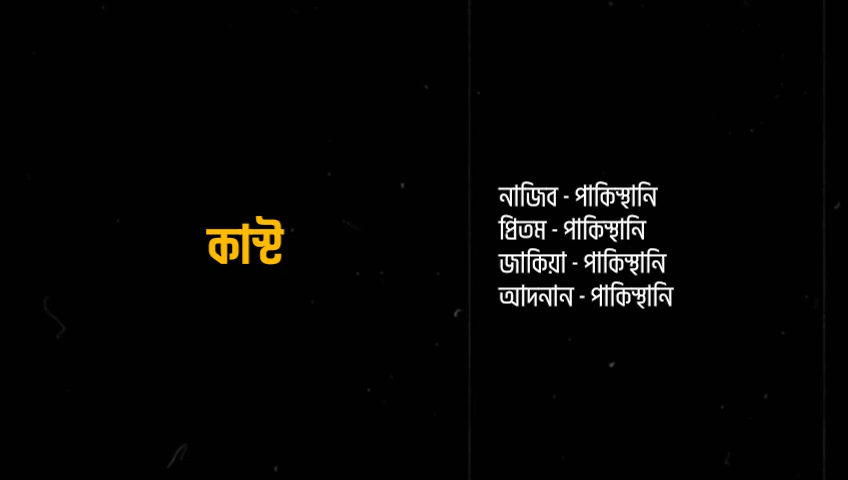 কাস্ট
নাজিব - পাকিস্থানি
প্রিতম - পাকিস্থানি
জাকিয়া - পাকিস্থানি
আদনান - পাকিস্থানি